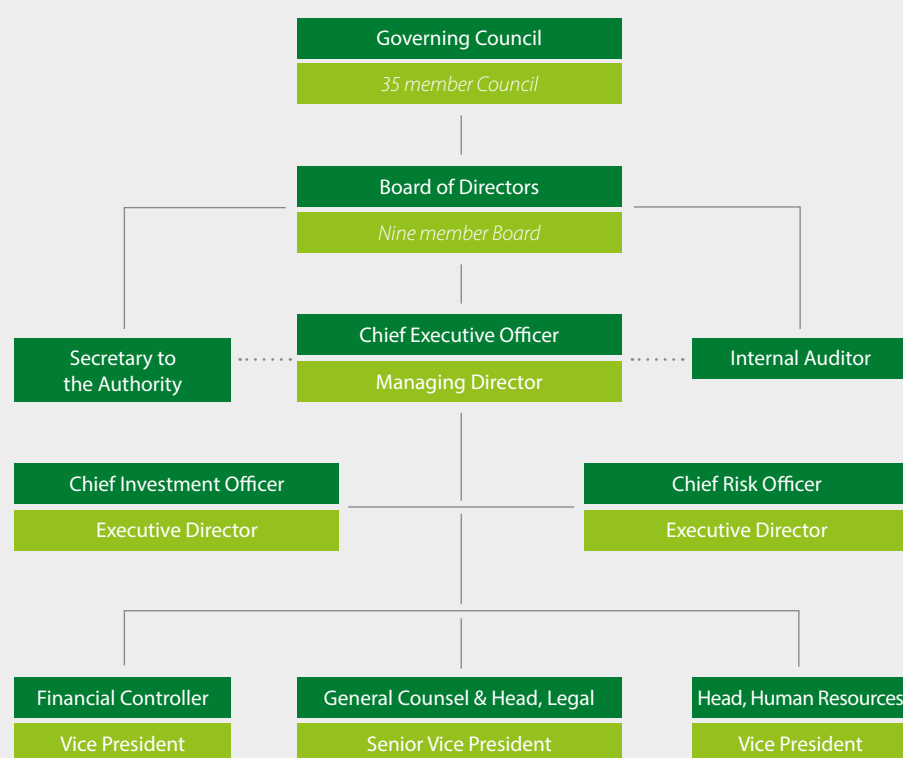 Governing Council
35 member Council
Board of Directors
Nine member Board
Chief Executive Officer
Managing Director
Secretary to
the Authority
Internal Auditor
Chief Investment Officer
Executive Director
Chief Risk Officer
Executive Director
Financial Controller
Vice President
General Counsel & Head, Legal
Senior Vice President
Head, Human Resources
Vice President